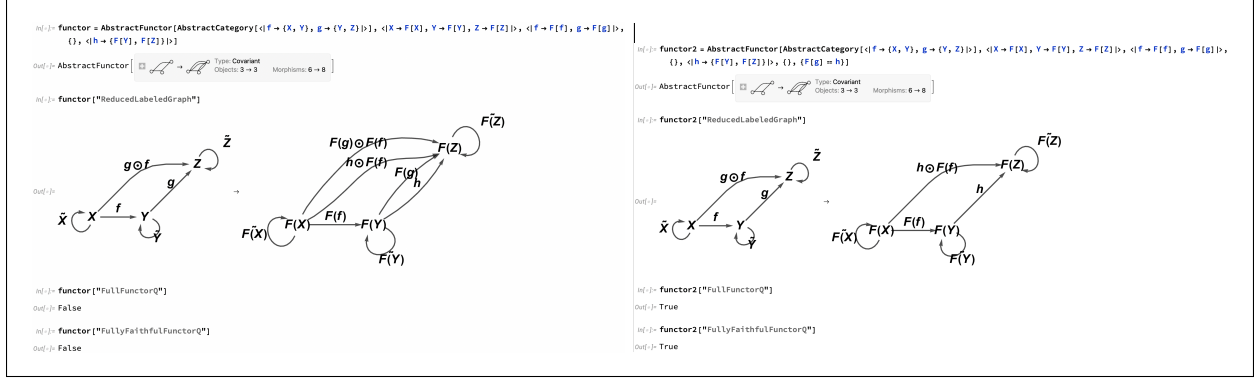 In[-]:= functor = AbstractFunctor[AbstractCategory[<|f → {X, Y}, g → {Y, Z}|>], <|X → F[X], Y → F[Y], Z → F[Z]|>, <|f → F[f], g → F[g]|>,
{}, <|h → {F[Y], F[Z]}|>]
Out[-]= AbstractFunctor[ Type: Covariant
Objects: 3 → 3 Morphisms: 6 → 8 ]
In[-]:= functor["ReducedLabeledGraph"]
Z̃
g⊙f
Z
g
f
X̃
X
Y
Ỹ
Out[-]=
→
F(Z̃)
F(g)⊙F(f)
F(Z)
h⊙F(f)
F(g)
h
F(f)
F(X̃)
F(X)
F(Y)
F(Ỹ)
In[-]:= functor["FullFunctorQ"]
Out[-]= False
In[-]:= functor["FullyFaithfulFunctorQ"]
Out[-]= False
In[-]:= functor2 = AbstractFunctor[AbstractCategory[<|f → {X, Y}, g → {Y, Z}|>], <|X → F[X], Y → F[Y], Z → F[Z]|>, <|f → F[f], g → F[g]|>,
{}, <|h → {F[Y], F[Z]}|>, {}, {F[g] == h}]
Out[-]= AbstractFunctor[ Type: Covariant
Objects: 3 → 3 Morphisms: 6 → 8 ]
In[-]:= functor2["ReducedLabeledGraph"]
Z̃
g⊙f
Z
g
f
X̃
X
Y
Ỹ
Out[-]=
→
F(Z̃)
h⊙F(f)
F(Z)
h
F(f)
F(X̃)
F(X)
F(Y)
F(Ỹ)
In[-]:= functor2["FullFunctorQ"]
Out[-]= True
In[-]:= functor2["FullyFaithfulFunctorQ"]
Out[-]= True